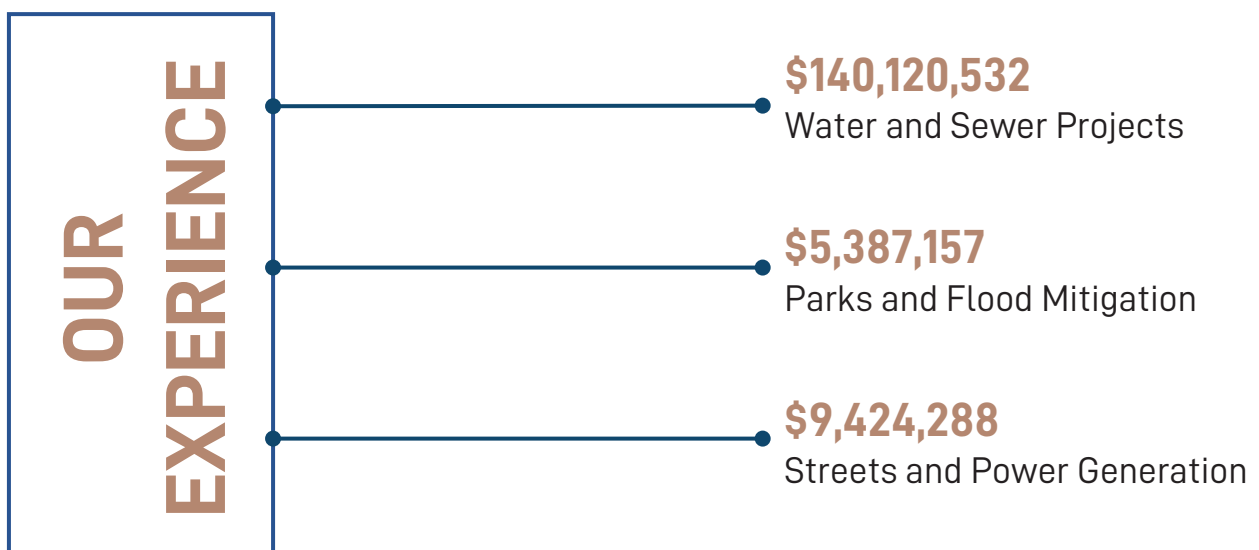 OUR
EXPERIENCE
$140,120,532
Water and Sewer Projects
$5,387,157
Parks and Flood Mitigation
$9,424,288
Streets and Power Generation